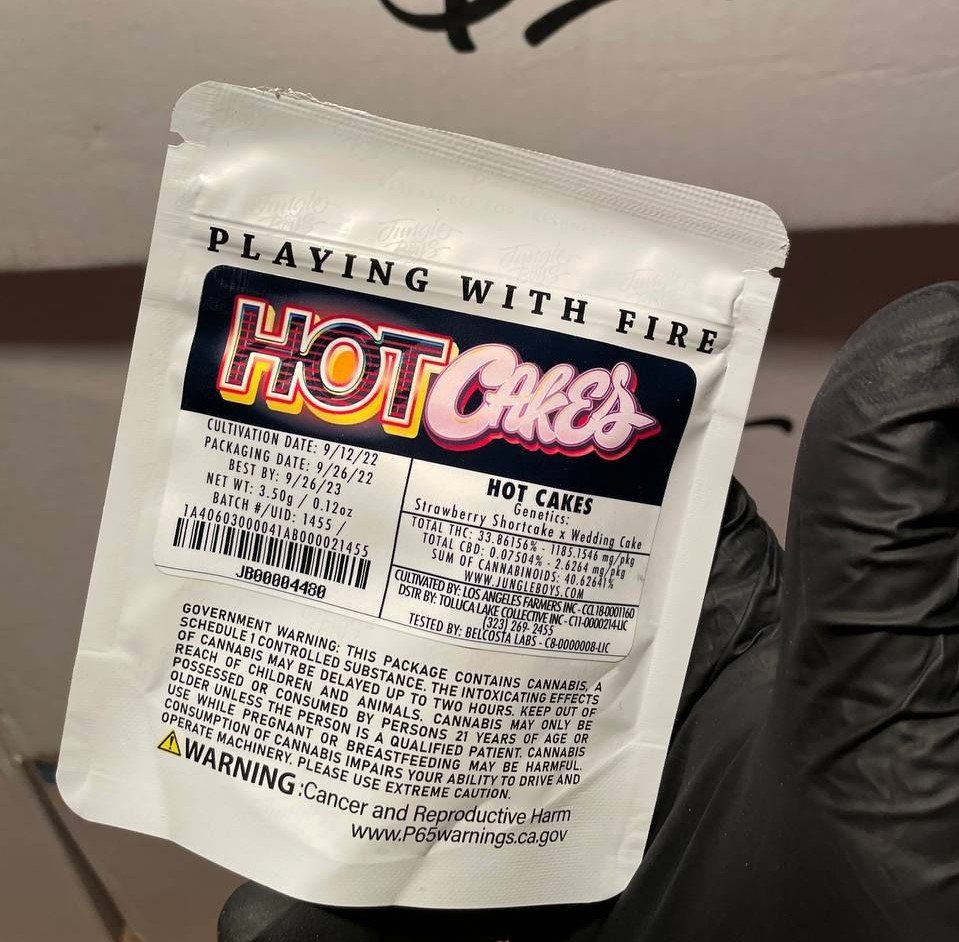 Jungle Boys
Jungle Boys
Jungle Boys
PLAYING WITH FIRE
HOT CAKES
CULTIVATION DATE: 9/12/22
PACKAGING DATE: 9/26/22
BEST BY: 9/26/23
NET WT: 3.50g / 0.12oz
BATCH #/UID: 1455 /
1A40603000041AB000021455
JB00004480
HOT CAKES
Genetics:
Strawberry Shortcake x Wedding Cake
TOTAL THC: 33.86156% - 1185.1546 mg/pkg
TOTAL CBD: 0.07504% - 2.6264 mg/pkg
SUM OF CANNABINOIDS: 40.62641%
WWW.JUNGLEBOYS.COM
CULTIVATED BY: LOS ANGELES FARMERS INC - CCL18-0001160
DSTR BY: TOLUCA LAKE COLLECTIVE INC - C11-0000214-LIC
(323) 269-2455
TESTED BY: BELCOSTA LABS - C8-0000008-LIC
GOVERNMENT WARNING: THIS PACKAGE CONTAINS CANNABIS, A
SCHEDULE 1 CONTROLLED SUBSTANCE. THE INTOXICATING EFFECTS
OF CANNABIS MAY BE DELAYED UP TO TWO HOURS. KEEP OUT OF
REACH OF CHILDREN AND ANIMALS. CANNABIS MAY ONLY BE
POSSESSED OR CONSUMED BY PERSONS 21 YEARS OF AGE OR
OLDER UNLESS THE PERSON IS A QUALIFIED PATIENT. CANNABIS
USE WHILE PREGNANT OR BREASTFEEDING MAY BE HARMFUL.
CONSUMPTION OF CANNABIS IMPAIRS YOUR ABILITY TO DRIVE AND
OPERATE MACHINERY. PLEASE USE EXTREME CAUTION.
WARNING:Cancer and Reproductive Harm
www.P65warnings.ca.gov